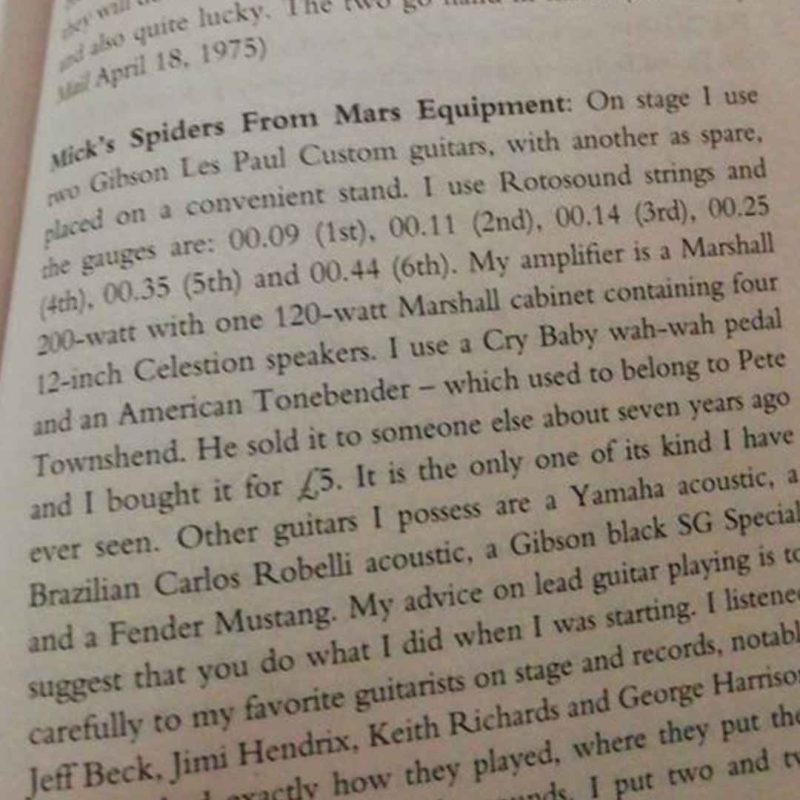 they will
and also quite lucky. The two go hand in
Mail April 18, 1975)
Mick's Spiders From Mars Equipment: On stage I use
two Gibson Les Paul Custom guitars, with another as spare,
placed on a convenient stand. I use Rotosound strings and
the gauges are: 00.09 (1st), 00.11 (2nd), 00.14 (3rd), 00.25
(4th), 00.35 (5th) and 00.44 (6th). My amplifier is a Marshall
200-watt with one 120-watt Marshall cabinet containing four
12-inch Celestion speakers. I use a Cry Baby wah-wah pedal
and an American Tonebender – which used to belong to Pete
Townshend. He sold it to someone else about seven years ago
and I bought it for £5. It is the only one of its kind I have
ever seen. Other guitars I possess are a Yamaha acoustic, a
Brazilian Carlos Robelli acoustic, a Gibson black SG Special
and a Fender Mustang. My advice on lead guitar playing is to
suggest that you do what I did when I was starting. I listened
carefully to my favorite guitarists on stage and records, notabl
Jeff Beck, Jimi Hendrix, Keith Richards and George Harriso
exactly how they played, where they put the
I put two and tw